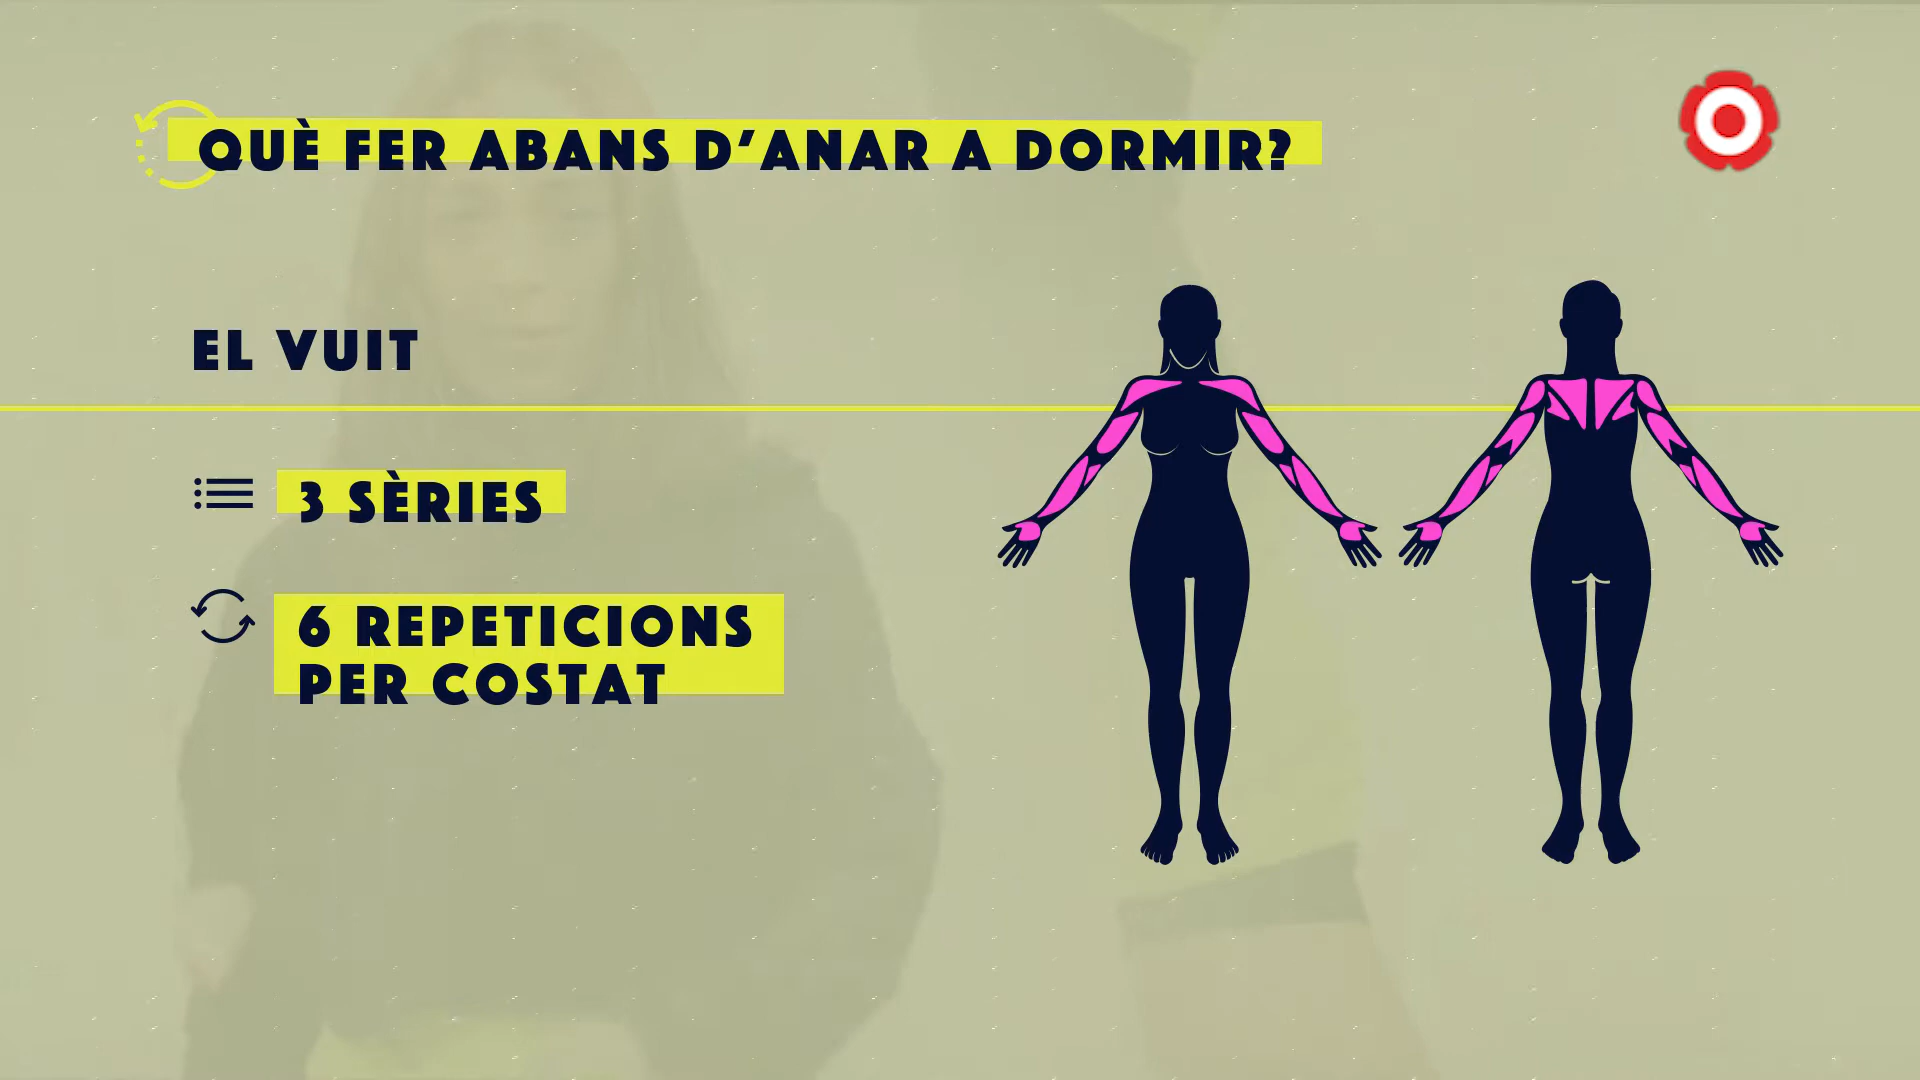 QUÈ FER ABANS D'ANAR A DORMIR?
EL VUIT
3 SÈRIES
6 REPETICIONS
PER COSTAT